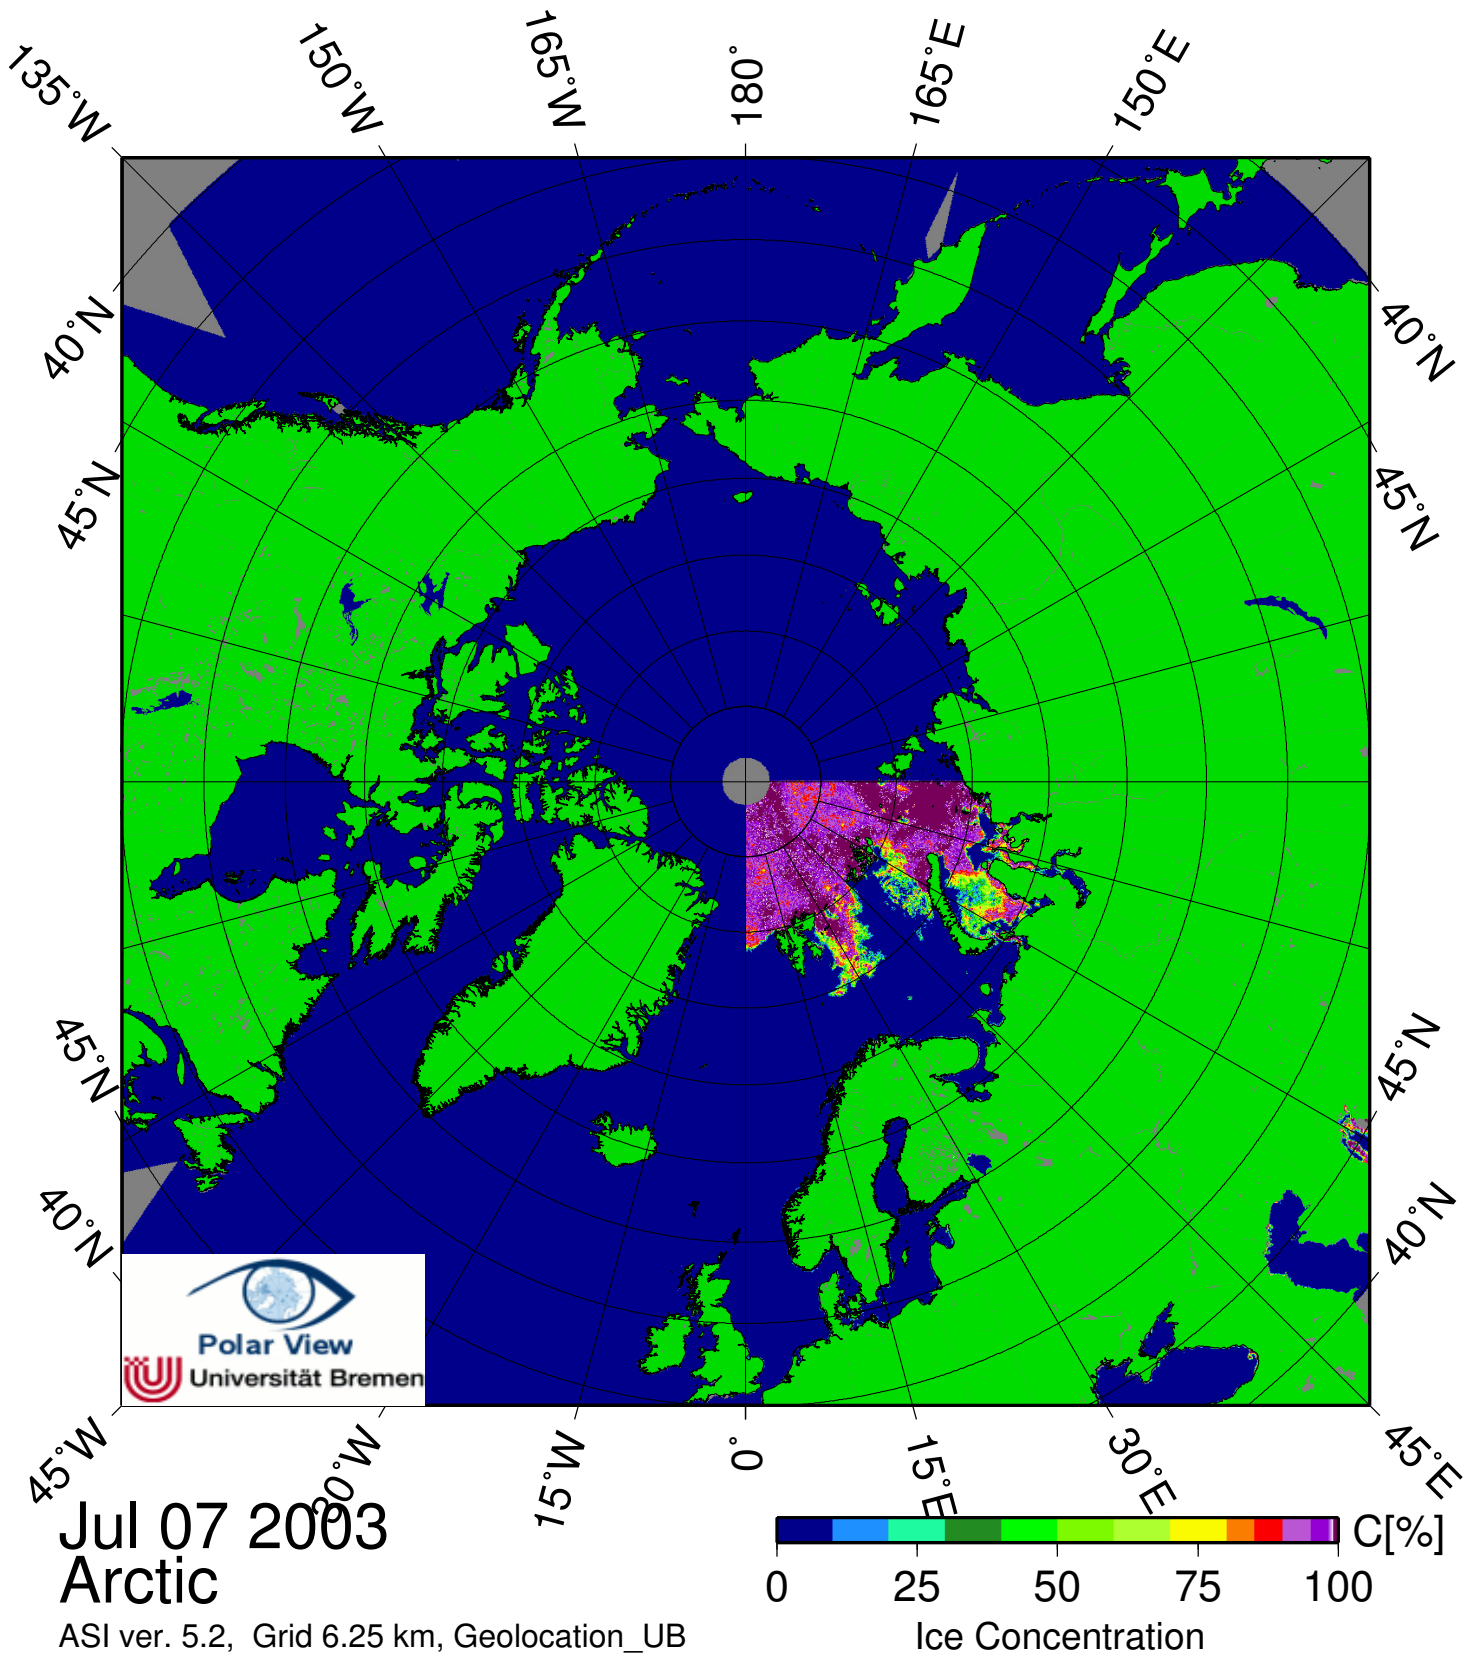 135°W
150°W
165°W
180°
165°E
150°E
40°N
40°N
45°N
45°N
45°N
45°N
40°N
40°N
Polar View
Universität Bremen
45°W
30°W
15°W
0°
15°E
30°E
45°E
Jul 07 2003
Arctic
ASI ver. 5.2, Grid 6.25 km, Geolocation_UB
C[%]
0 25 50 75 100
Ice Concentration